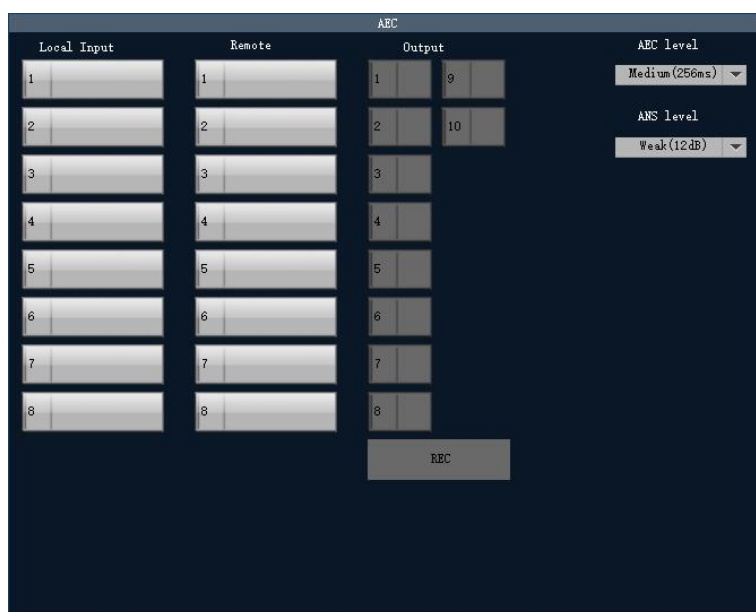 AEC
Local Input Remote Output AEC level
1 1 1 9 Medium(256ms)
2 2 2 10 ANS level
Weak(12dB)
3 3 3
4 4 4
5 5 5
6 6 6
7 7 7
8 8 8
REC